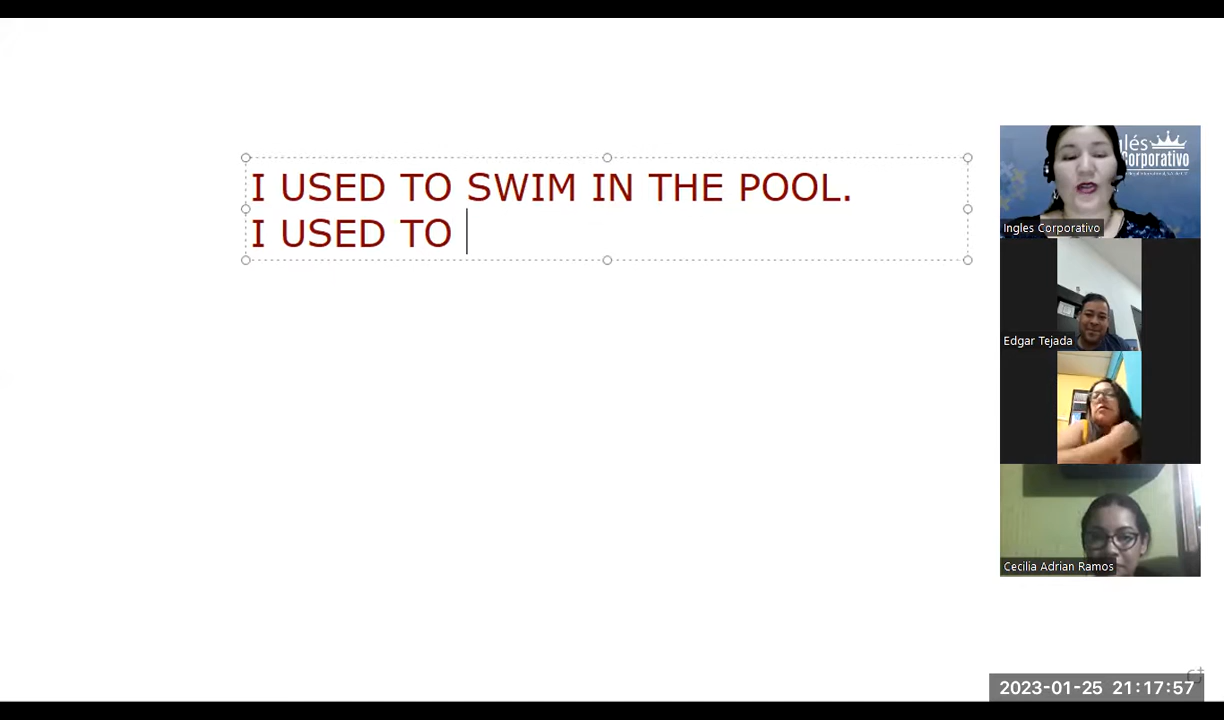 I USED TO SWIM IN THE POOL.
I USED TO
lés
Corporativo
Ingles Corporativo
Edgar Tejada
Cecilia Adrian Ramos
2023-01-25 21:17:57